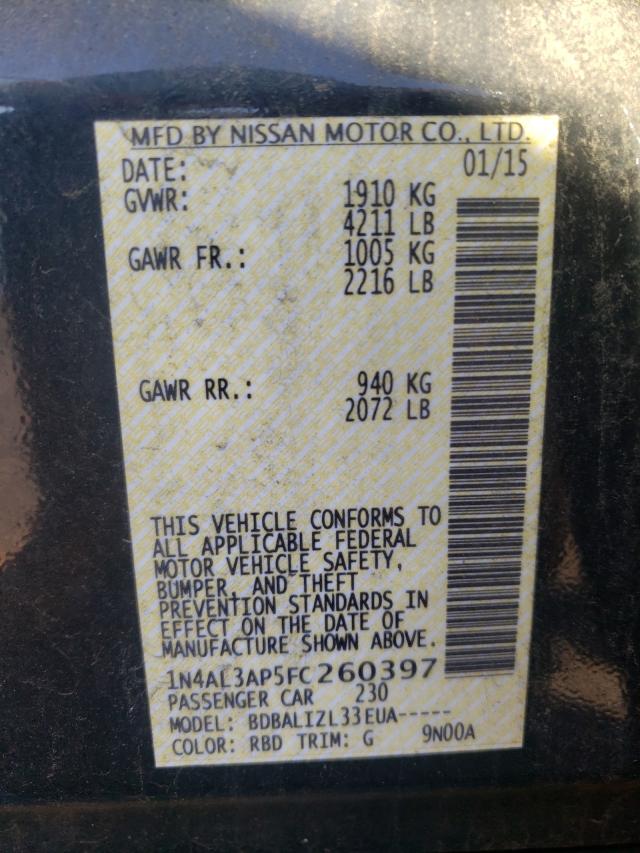 MFD BY NISSAN MOTOR CO., LTD.
DATE: 01/15
GVWR: 1910 KG
4211 LB
GAWR FR.: 1005 KG
2216 LB
GAWR RR.: 940 KG
2072 LB
THIS VEHICLE CONFORMS TO
ALL APPLICABLE FEDERAL
MOTOR VEHICLE SAFETY,
BUMPER, AND THEFT
PREVENTION STANDARDS IN
EFFECT ON THE DATE OF
MANUFACTURE SHOWN ABOVE.
1N4AL3AP5FC260397
PASSENGER CAR 230
MODEL: BDBALIZL33EUA-----
COLOR: RBD TRIM: G 9N00A